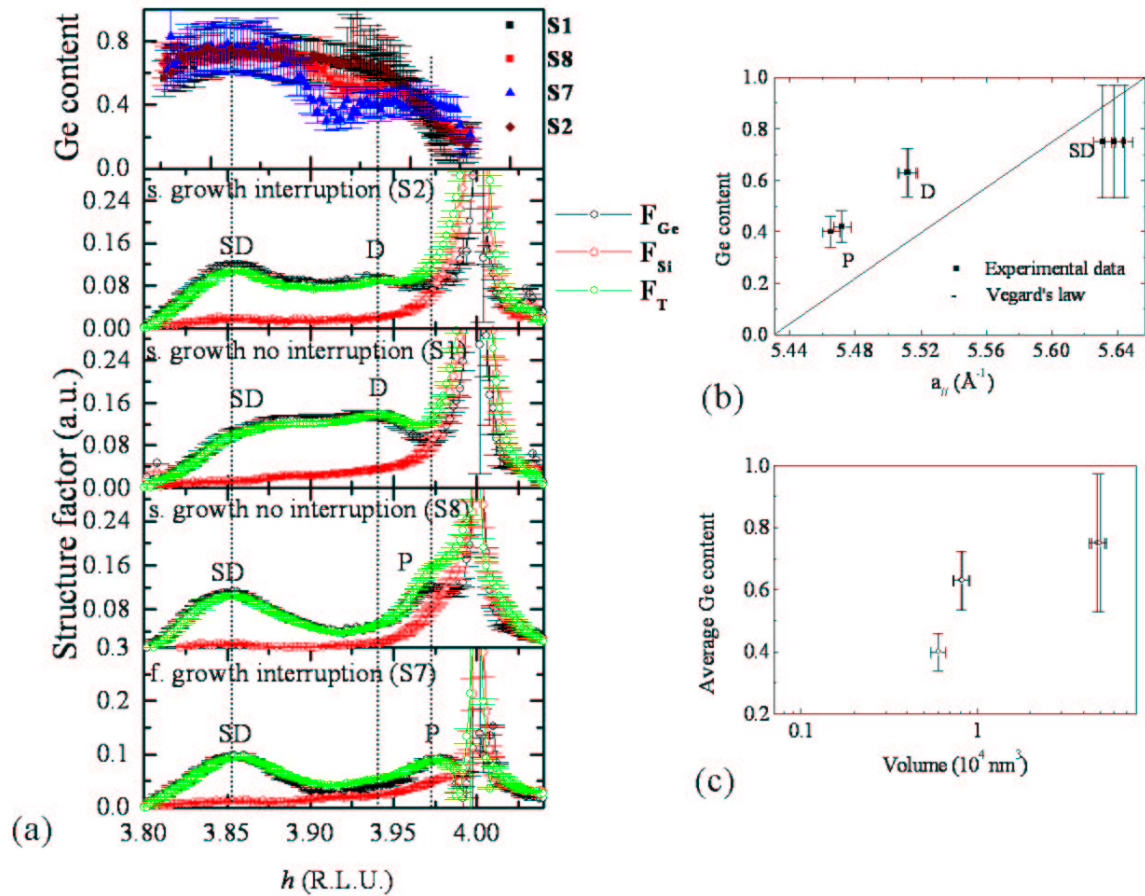 Ge content
0.8
0.4
0.0
S1
S8
S7
S2
Structure factor (a.u.)
s. growth interruption (S2)
SD
D
0.24
0.16
0.08
0.00
s. growth no interruption (S1)
SD
D
0.24
0.16
0.08
0.00
s. growth no interruption (S8)
SD
P
0.24
0.16
0.08
0.3
f. growth interruption (S7)
SD
P
0.2
0.1
0.0
3.80
3.85
3.90
3.95
4.00
h (R.L.U.)
(a)
F_Ge
F_Si
F_T
Ge content
1.0
0.8
0.6
0.4
0.2
0.0
SD
D
P
Experimental data
Vegard's law
5.44
5.48
5.52
5.56
5.60
5.64
a_// (Å^-1)
(b)
Average Ge content
1.0
0.8
0.6
0.4
0.2
0.1
1
Volume (10^4 nm^3)
(c)